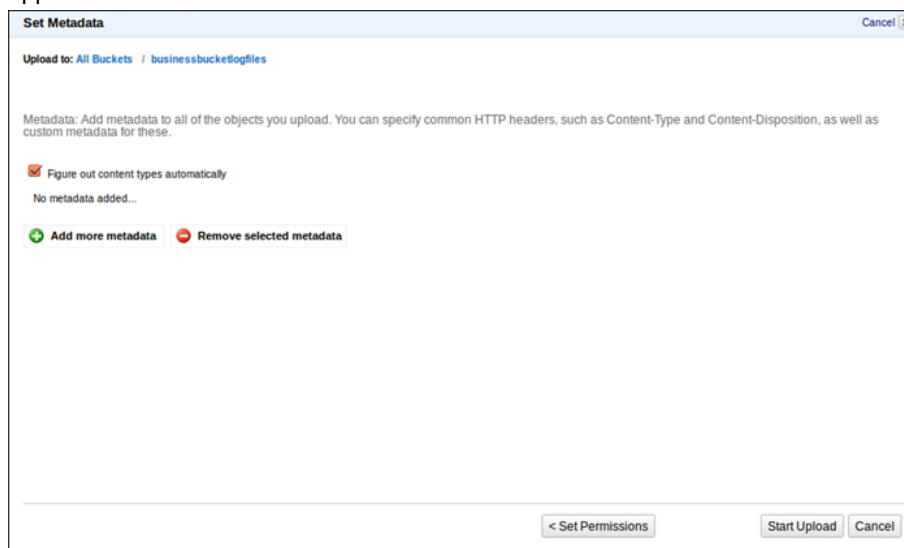 Set Metadata
Cancel
Upload to: All Buckets / businessbucketlogfiles
Metadata: Add metadata to all of the objects you upload. You can specify common HTTP headers, such as Content-Type and Content-Disposition, as well as
custom metadata for these.
Figure out content types automatically
No metadata added...
Add more metadata
Remove selected metadata
< Set Permissions
Start Upload
Cancel